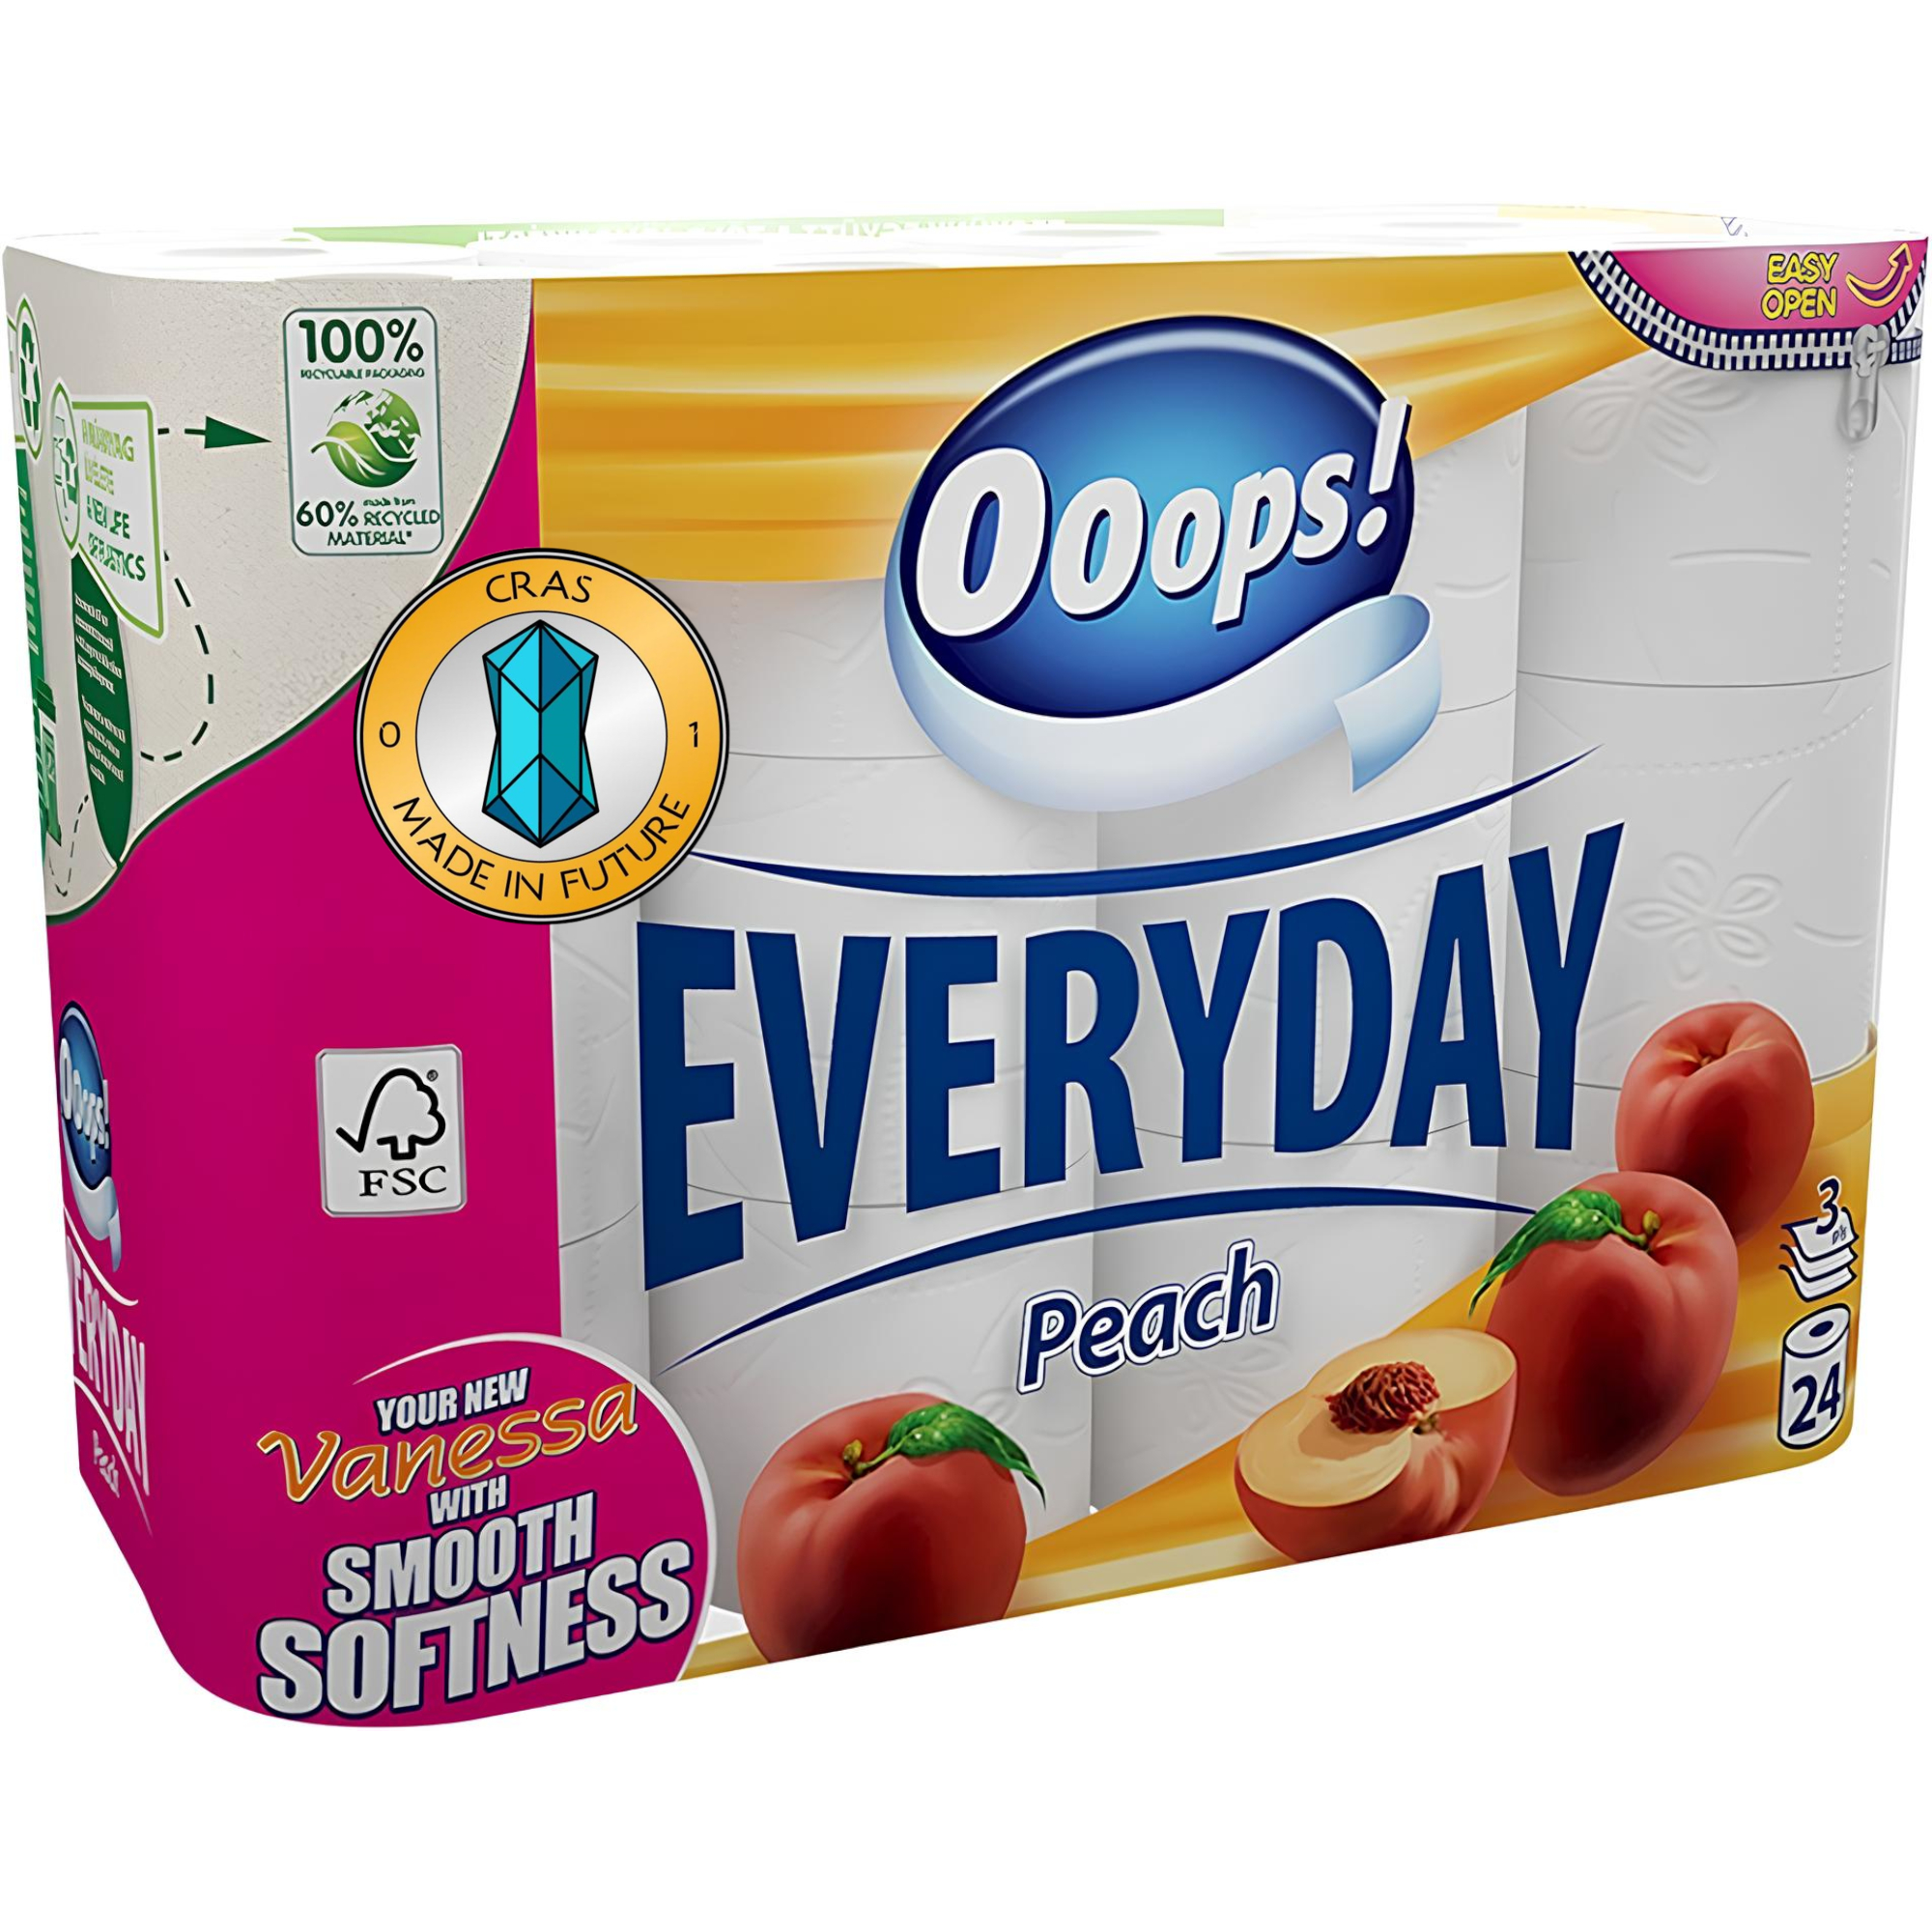 EASY
OPEN
100%
60%
RECYCLED
MATERIAL*
Ooops!
CRAS
0 1
MADE IN FUTURE
EVERYDAY
Peach
FSC
Ooops!
EVERYDAY
3
24
YOUR NEW
Vanessa
WITH
SMOOTH
SOFTNESS